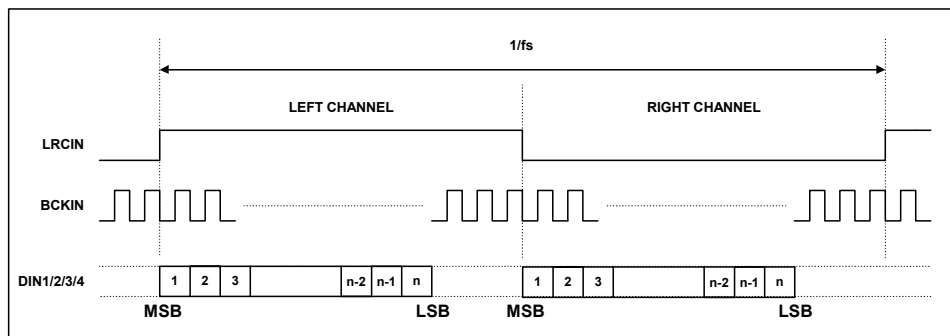 1/fs
LEFT CHANNEL RIGHT CHANNEL
LRCIN
BCKIN
DIN1/2/3/4 1 2 3 n-2 n-1 n 1 2 3 n-2 n-1 n
MSB LSB MSB LSB